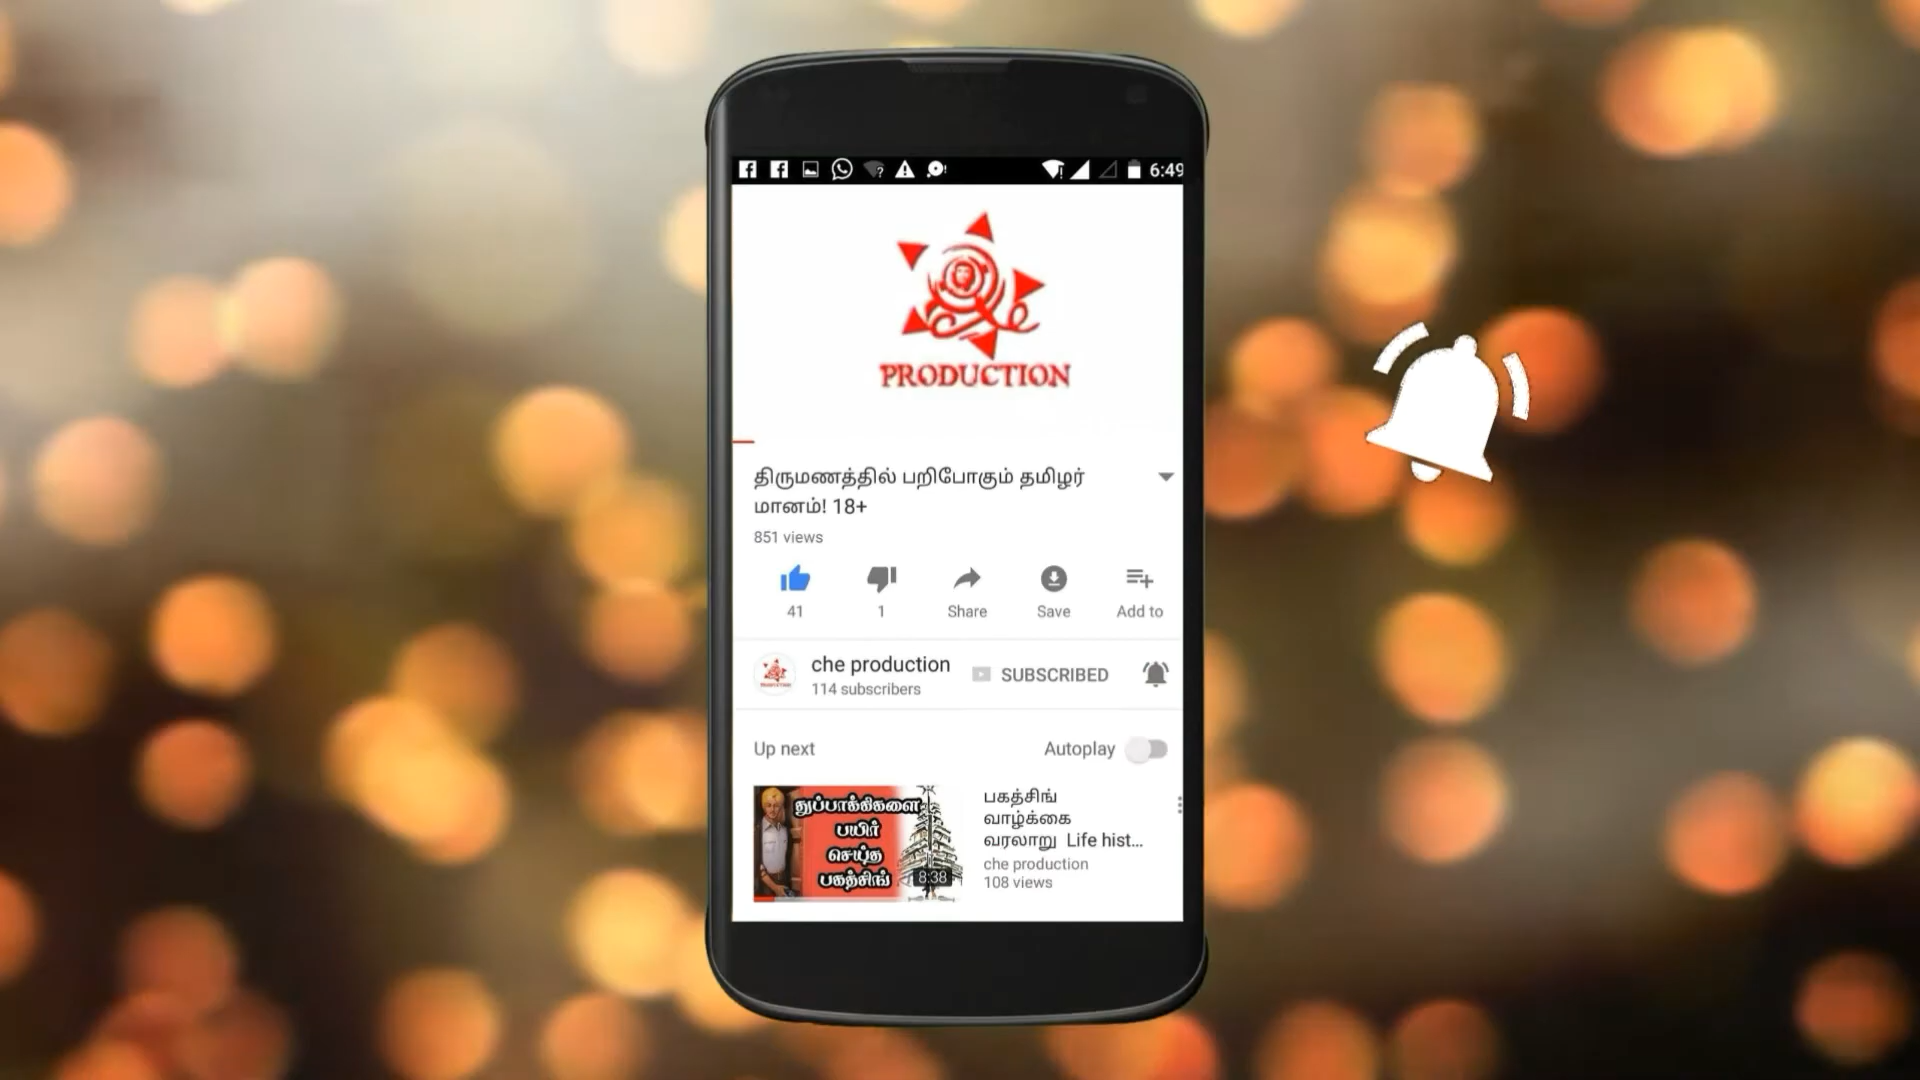 6:49
PRODUCTION
திருமணத்தில் பறிபோகும் தமிழர்
மானம்! 18+
851 views
41
1
Share
Save
Add to
che production
114 subscribers
SUBSCRIBED
Up next
Autoplay
துப்பாக்கிகளை
பயிர்
செய்த
பகத்சிங்
8:38
பகத்சிங்
வாழ்க்கை
வரலாறு Life hist...
che production
108 views